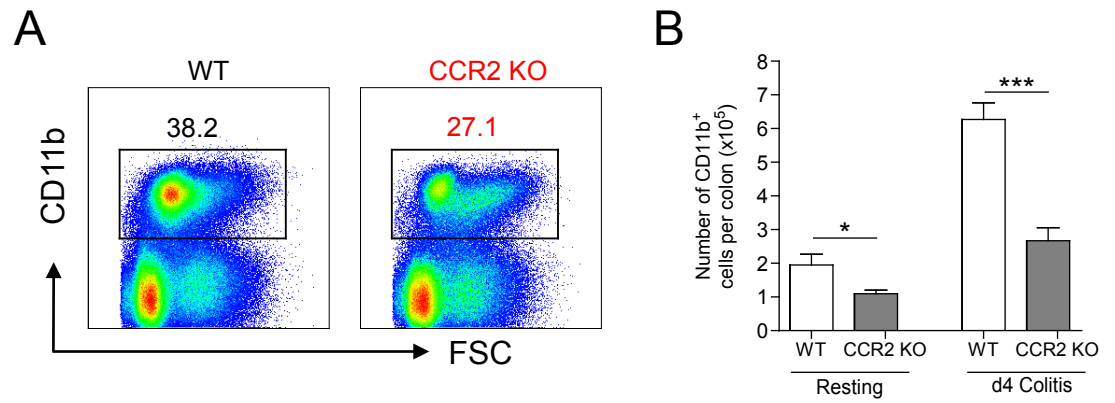 A
WT
CCR2 KO
38.2
27.1
CD11b
FSC
B
Number of CD11b⁺
cells per colon (x10⁵)
8
7
6
5
4
3
2
1
0
*
***
WT
CCR2 KO
WT
CCR2 KO
Resting
d4 Colitis